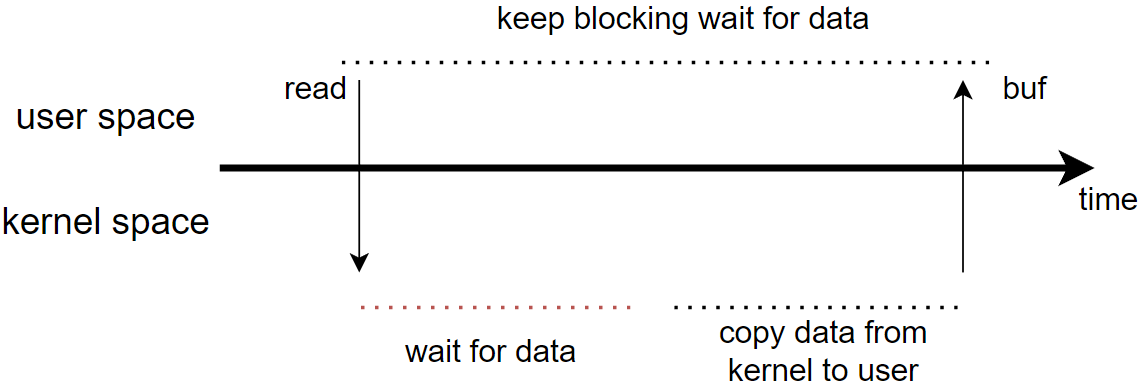 keep blocking wait for data
read
buf
user space
time
kernel space
wait for data
copy data from
kernel to user